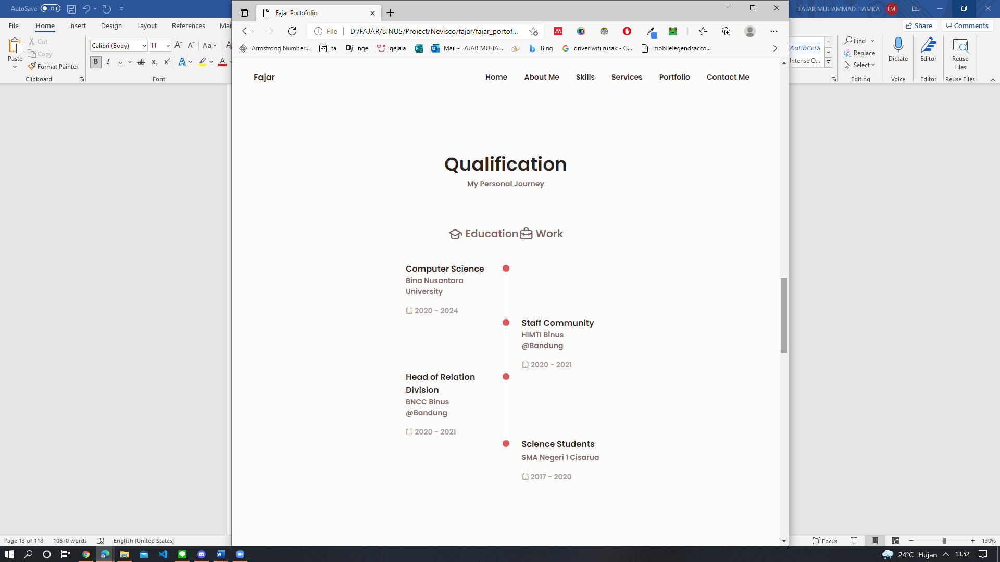 AutoSave Off
FAJAR MUHAMMAD HAMKA FM
File Home Insert Design Layout References Mai
Share Comments
Paste
Cut
Copy
Format Painter
Clipboard
Calibri (Body) 11
Aa
B I U ab x₂ x² A A
Font
AaBbCcDc
Intense Q...
Find
Replace
Select
Editing
Dictate
Voice
Editor
Editor
Reuse
Files
Reuse Files
Fajar Portofolio
File D:/FAJAR/BINUS/Project/Nevisco/fajar/fajar_portof...
Armstrong Number... ta nge gejala Mail - FAJAR MUHA... Bing driver wifi rusak - G... mobilelegendsacco...
Fajar Home About Me Skills Services Portfolio Contact Me
Qualification
My Personal Journey
Education Work
Computer Science
Bina Nusantara
University
2020 - 2024
Staff Community
HIMTI Binus
@Bandung
2020 - 2021
Head of Relation
Division
BNCC Binus
@Bandung
2020 - 2021
Science Students
SMA Negeri 1 Cisarua
2017 - 2020
Page 13 of 118 10670 words English (United States)
Focus 130%
24°C Hujan 13.52